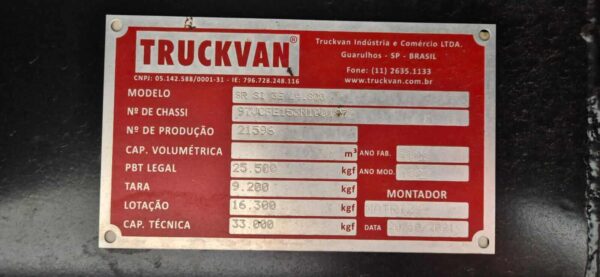 TRUCKVAN®
Truckvan Indústria e Comércio LTDA.
Guarulhos - SP - BRASIL
Fone: (11) 2635.1133
www.truckvan.com.br
CNPJ: 05.142.588/0001-31 - IE: 796.728.248.116
MODELO
Nº DE CHASSI
Nº DE PRODUÇÃO 21596
CAP. VOLUMÉTRICA m³ ANO FAB.
PBT LEGAL 25.500 kgf ANO MOD.
TARA 9.200 kgf MONTADOR
LOTAÇÃO 16.300 kgf
CAP. TÉCNICA 33.000 kgf DATA